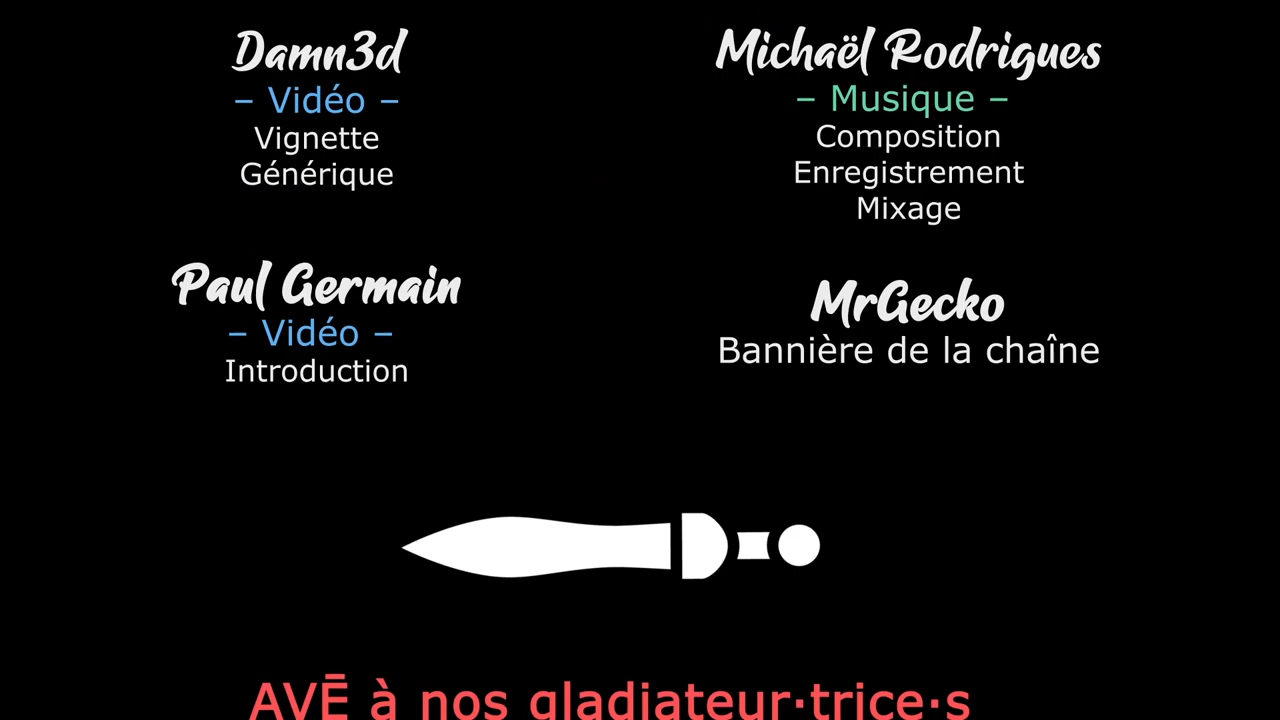 Damn3d
– Vidéo –
Vignette
Générique
Michaël Rodrigues
– Musique –
Composition
Enregistrement
Mixage
Paul Germain
– Vidéo –
Introduction
MrGecko
Bannière de la chaîne
AVĒ à nos gladiateur·trice·s